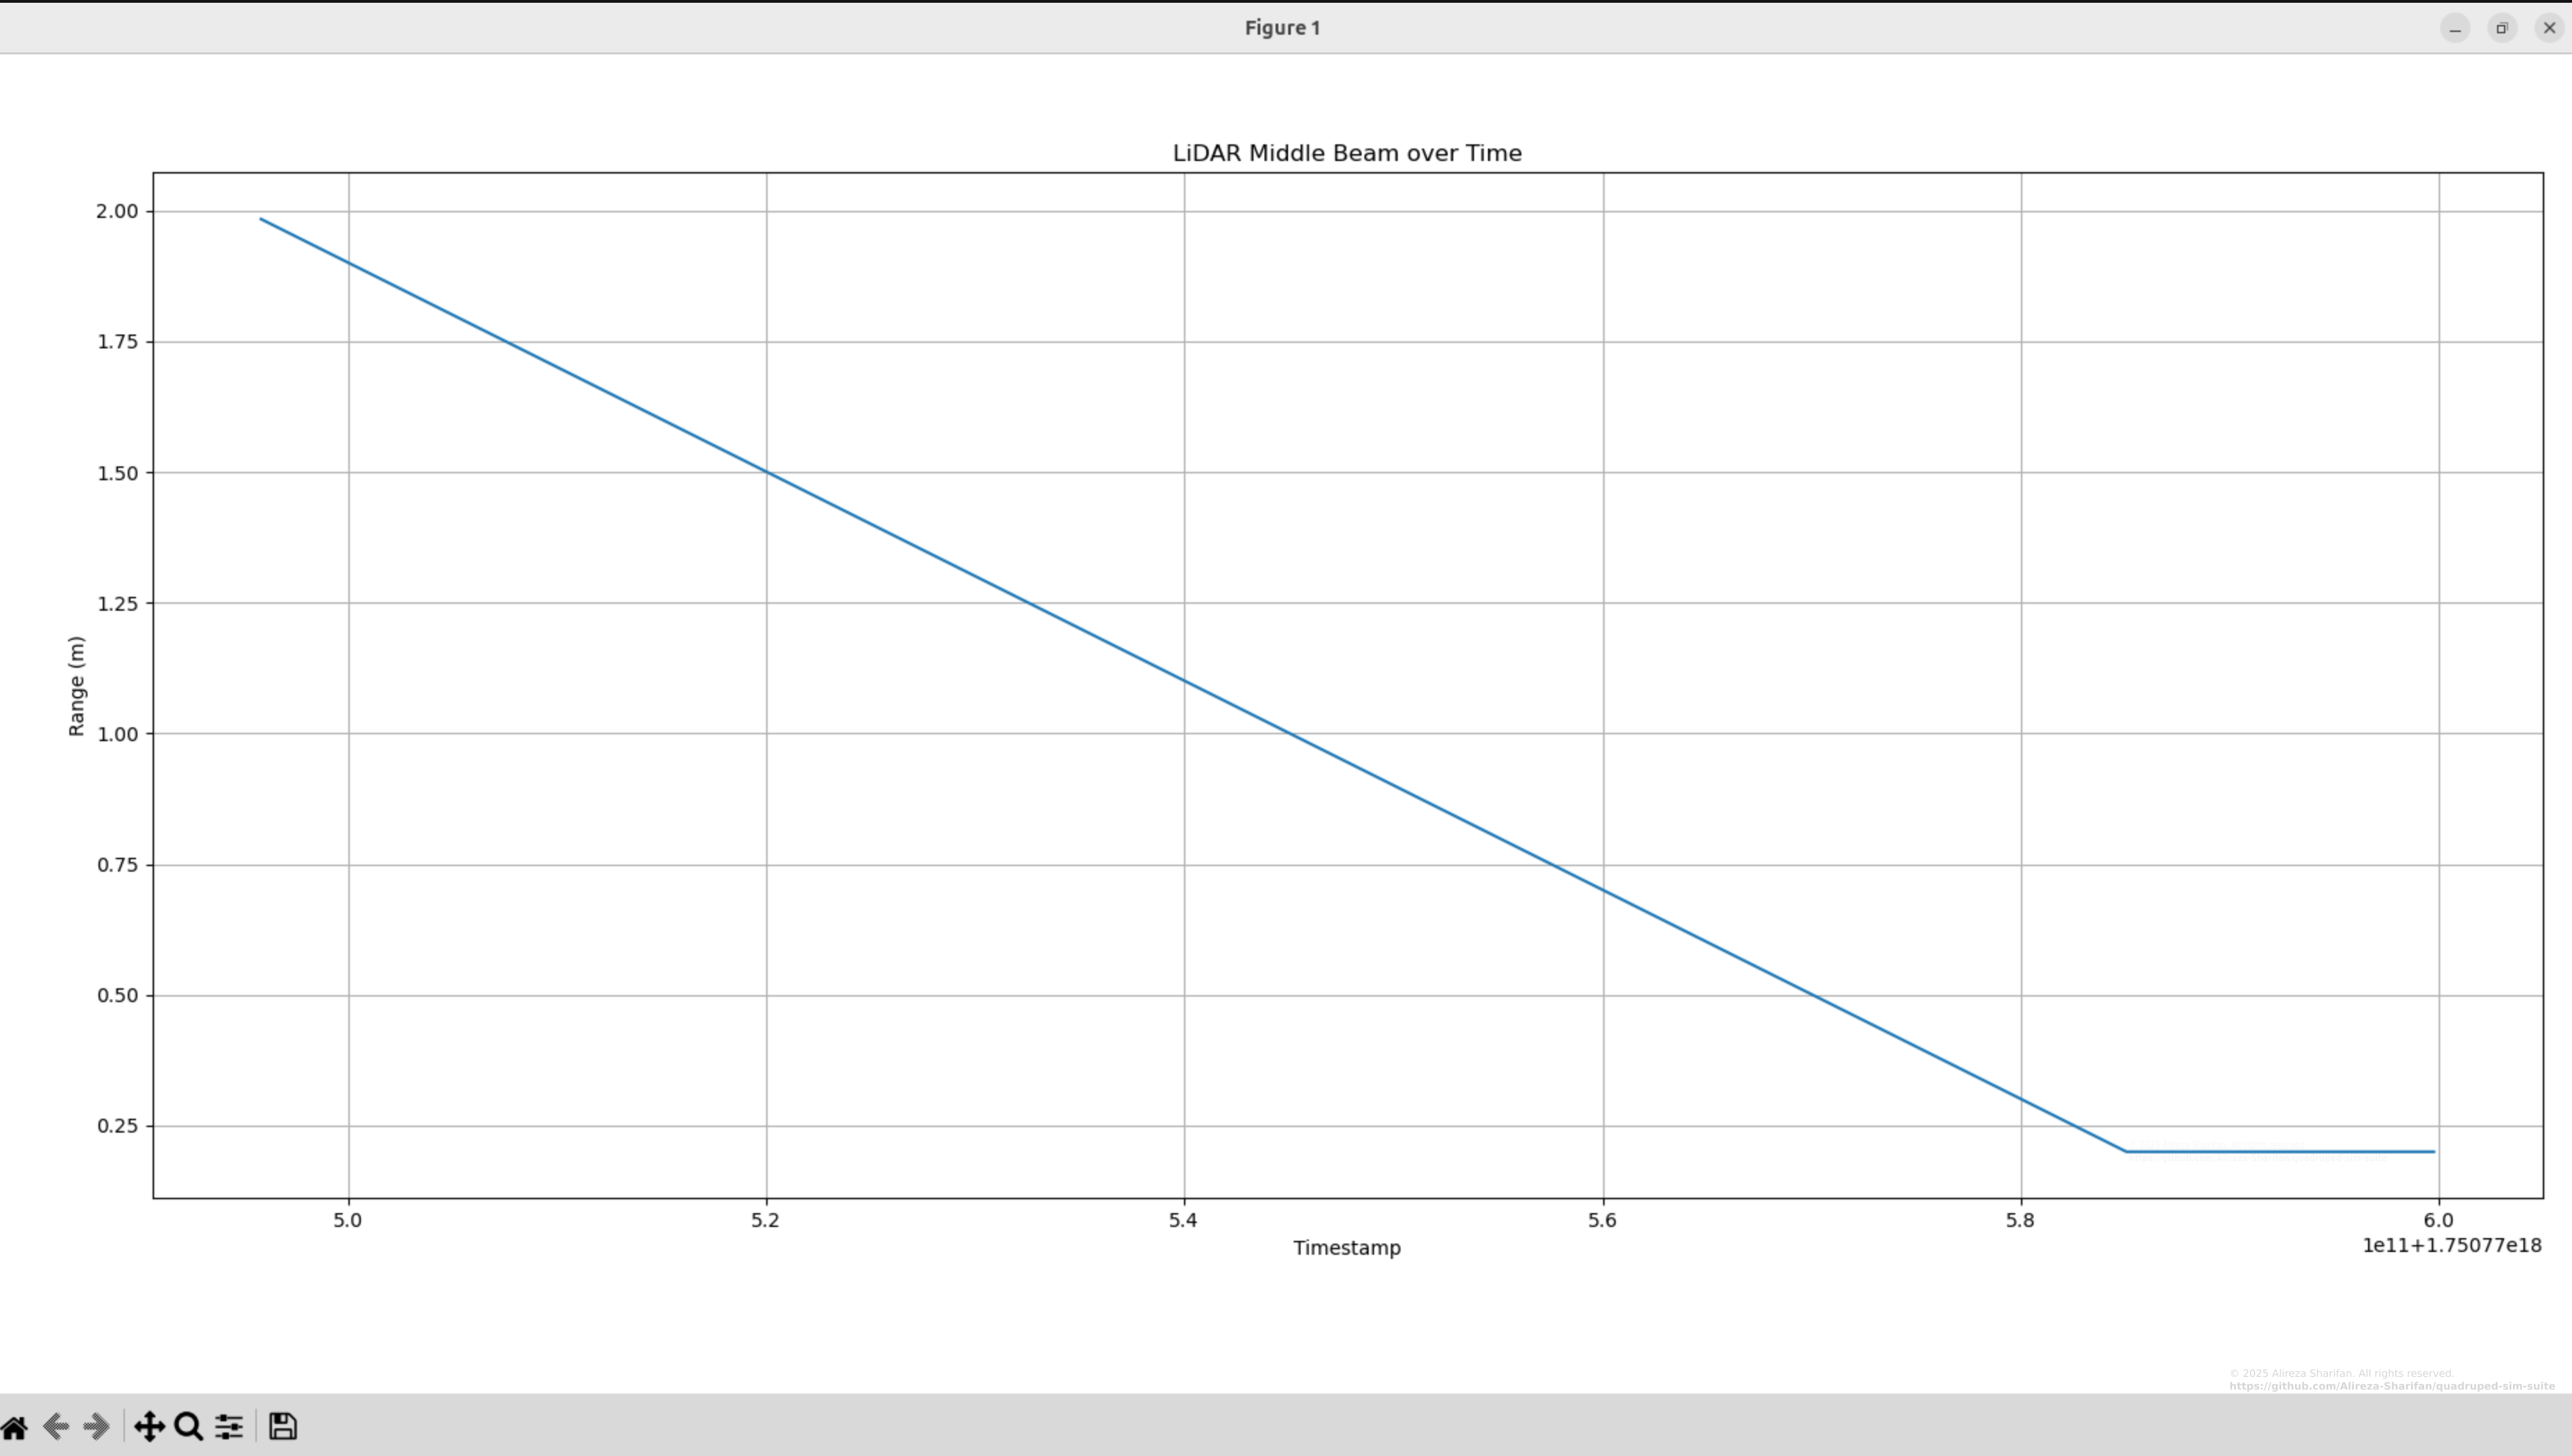 Figure 1
LiDAR Middle Beam over Time
2.00
1.75
1.50
1.25
1.00
0.75
0.50
0.25
Range (m)
5.0 5.2 5.4 5.6 5.8 6.0
Timestamp
1e11+1.75077e18
© 2025 Alireza Sharifan. All rights reserved.
https://github.com/Alireza-Sharifan/quadruped-sim-suite